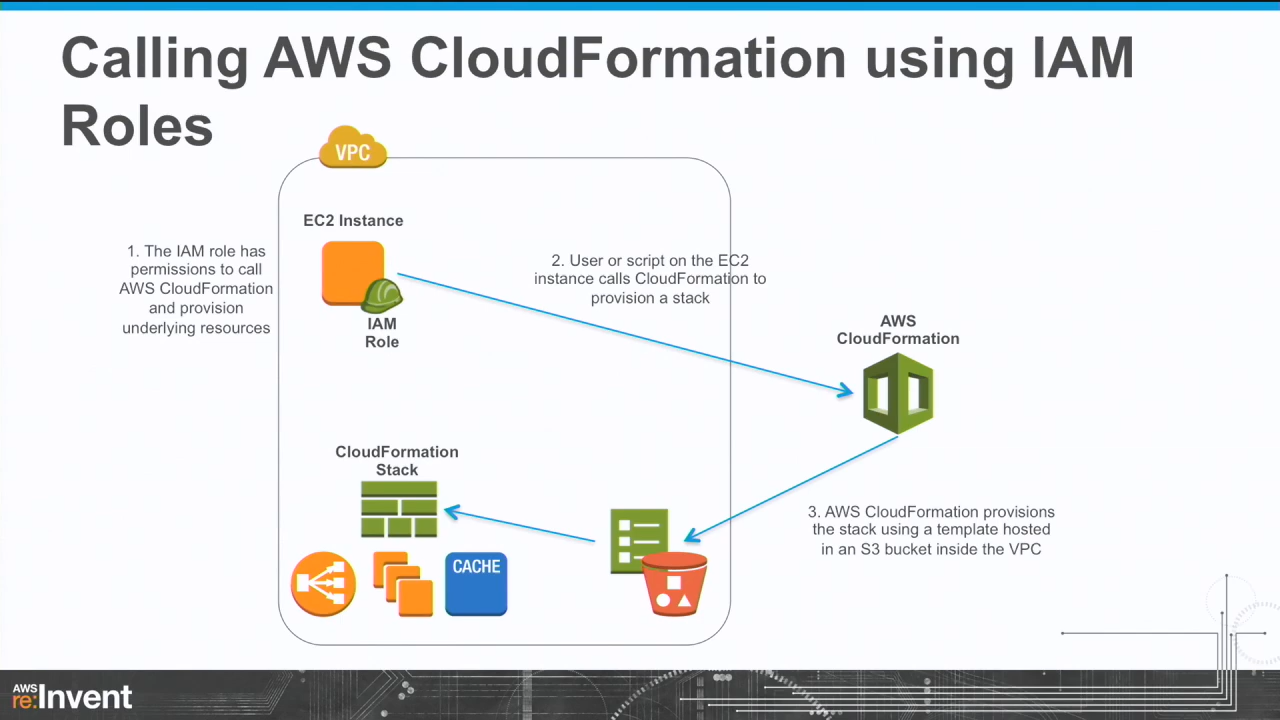 Calling AWS CloudFormation using IAM
Roles
VPC
EC2 Instance
1. The IAM role has
permissions to call
AWS CloudFormation
and provision
underlying resources
IAM
Role
2. User or script on the EC2
instance calls CloudFormation to
provision a stack
AWS
CloudFormation
CloudFormation
Stack
CACHE
3. AWS CloudFormation provisions
the stack using a template hosted
in an S3 bucket inside the VPC
AWS
re:Invent